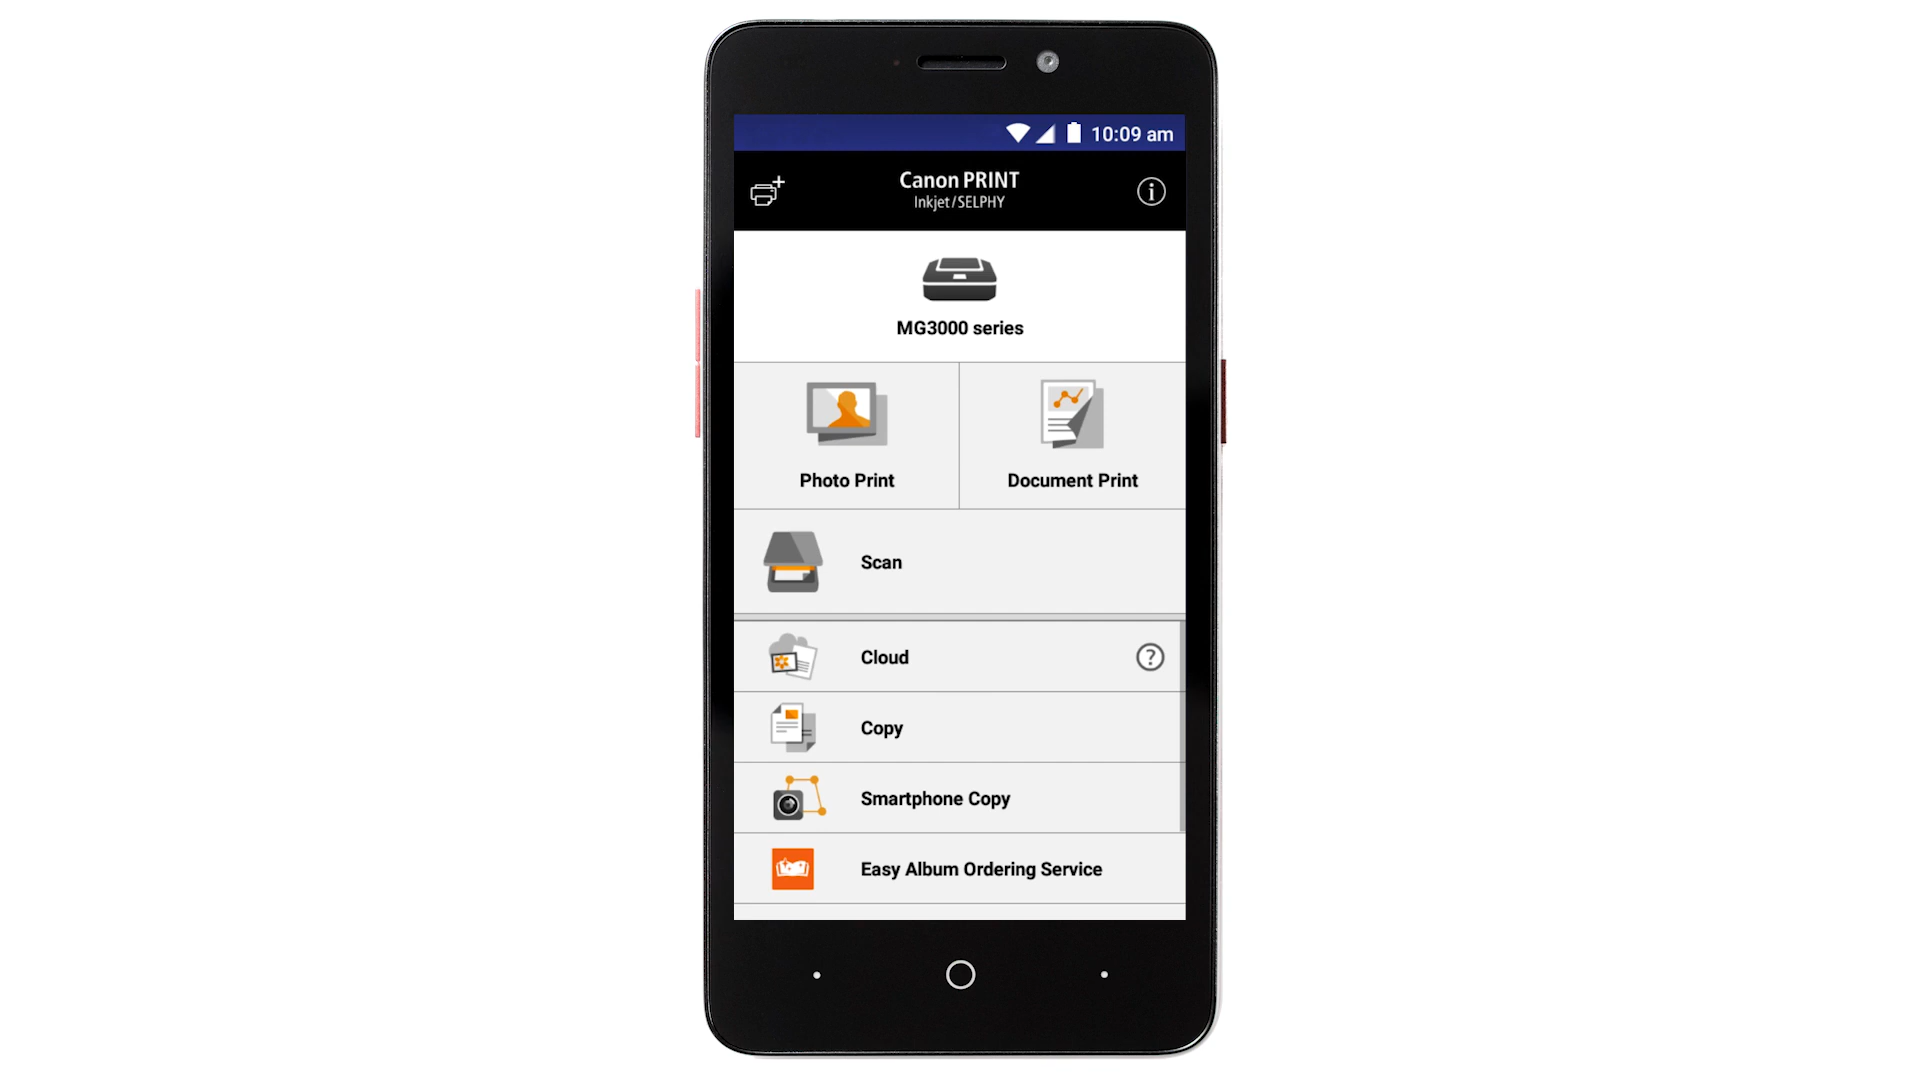 10:09 am
Canon PRINT
Inkjet/SELPHY
MG3000 series
Photo Print
Document Print
Scan
Cloud
Copy
Smartphone Copy
Easy Album Ordering Service